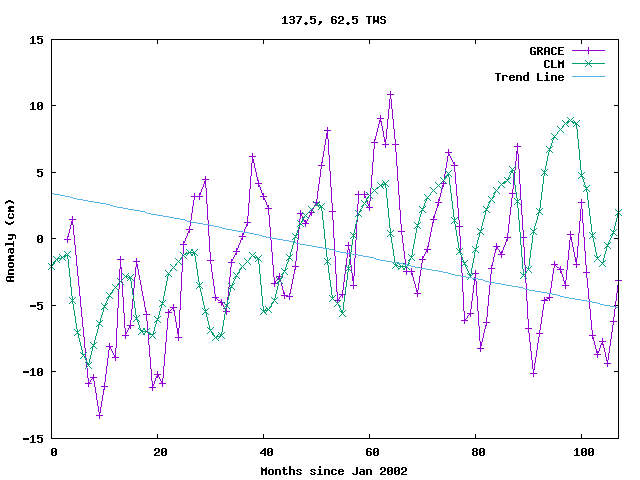 137.5, 62.5 TWS
GRACE
CLM
Trend Line
15
10
5
0
-5
-10
-15
Anomaly (cm)
0 20 40 60 80 100
Months since Jan 2002